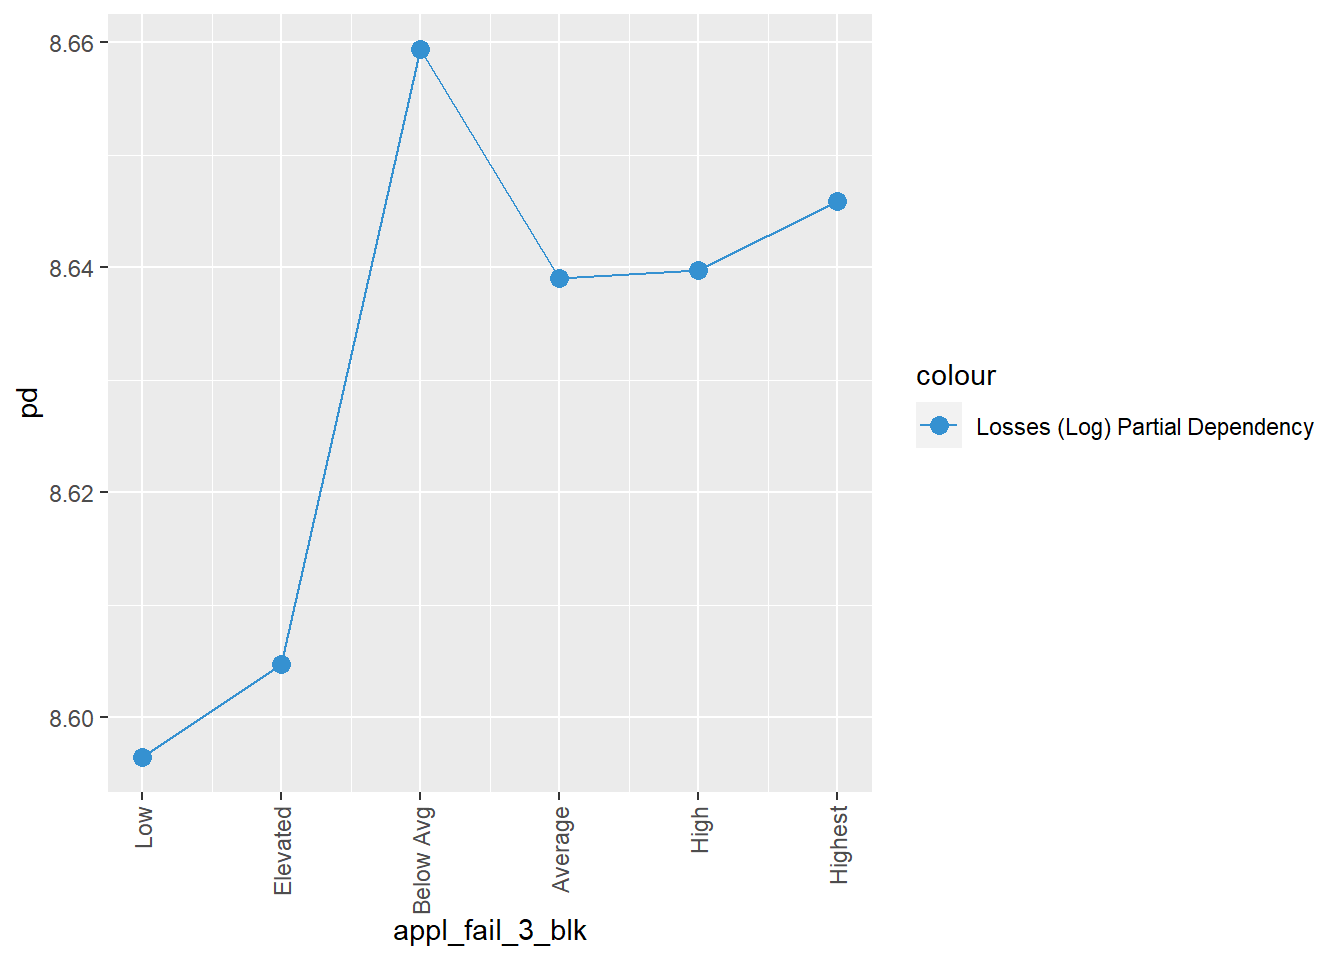 8.66
8.64
8.62
8.60
pd
Low
Elevated
Below Avg
Average
High
Highest
appl_fail_3_blk
colour
Losses (Log) Partial Dependency